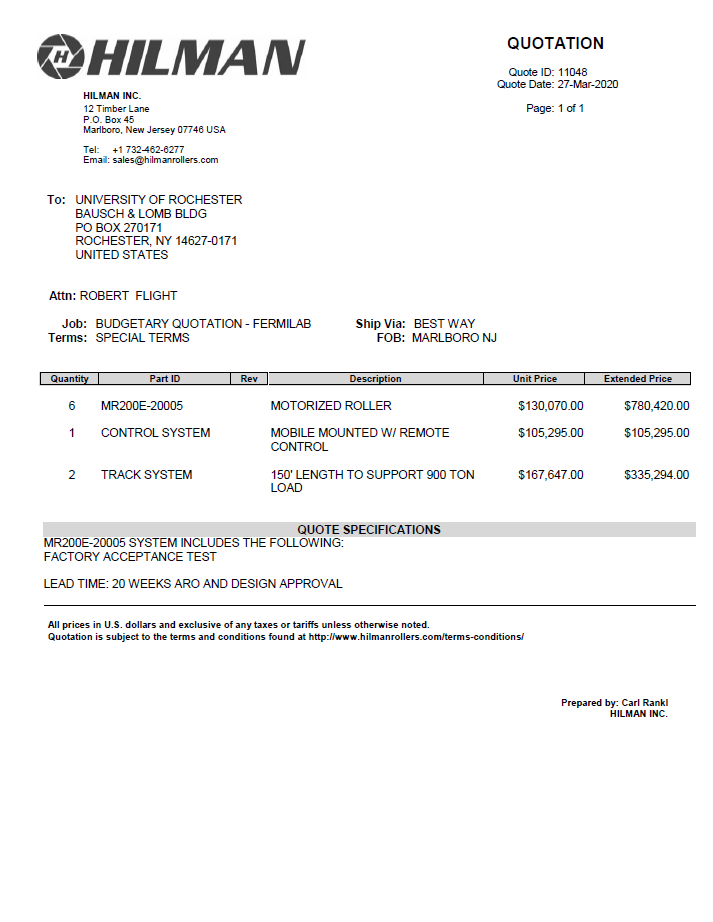 HILMAN
QUOTATION
Quote ID: 11048
Quote Date: 27-Mar-2020
Page: 1 of 1
HILMAN INC.
12 Timber Lane
P.O. Box 45
Marlboro, New Jersey 07746 USA
Tel: +1 732-462-6277
Email: sales@hilmanrollers.com
To: UNIVERSITY OF ROCHESTER
BAUSCH & LOMB BLDG
PO BOX 270171
ROCHESTER, NY 14627-0171
UNITED STATES
Attn: ROBERT FLIGHT
Job: BUDGETARY QUOTATION - FERMILAB Ship Via: BEST WAY
Terms: SPECIAL TERMS FOB: MARLBORO NJ
Quantity Part ID Rev Description Unit Price Extended Price
6 MR200E-20005 MOTORIZED ROLLER $130,070.00 $780,420.00
1 CONTROL SYSTEM MOBILE MOUNTED W/ REMOTE $105,295.00 $105,295.00
CONTROL
2 TRACK SYSTEM 150' LENGTH TO SUPPORT 900 TON $167,647.00 $335,294.00
LOAD
QUOTE SPECIFICATIONS
MR200E-20005 SYSTEM INCLUDES THE FOLLOWING:
FACTORY ACCEPTANCE TEST
LEAD TIME: 20 WEEKS ARO AND DESIGN APPROVAL
All prices in U.S. dollars and exclusive of any taxes or tariffs unless otherwise noted.
Quotation is subject to the terms and conditions found at http://www.hilmanrollers.com/terms-conditions/
Prepared by: Carl Rankl
HILMAN INC.